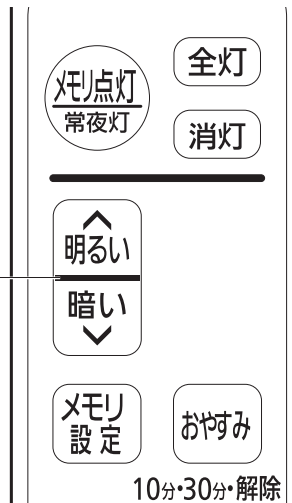 メモリ点灯
常夜灯
全灯
消灯
明るい
暗い
メモリ
設定
おやすみ
10分・30分・解除